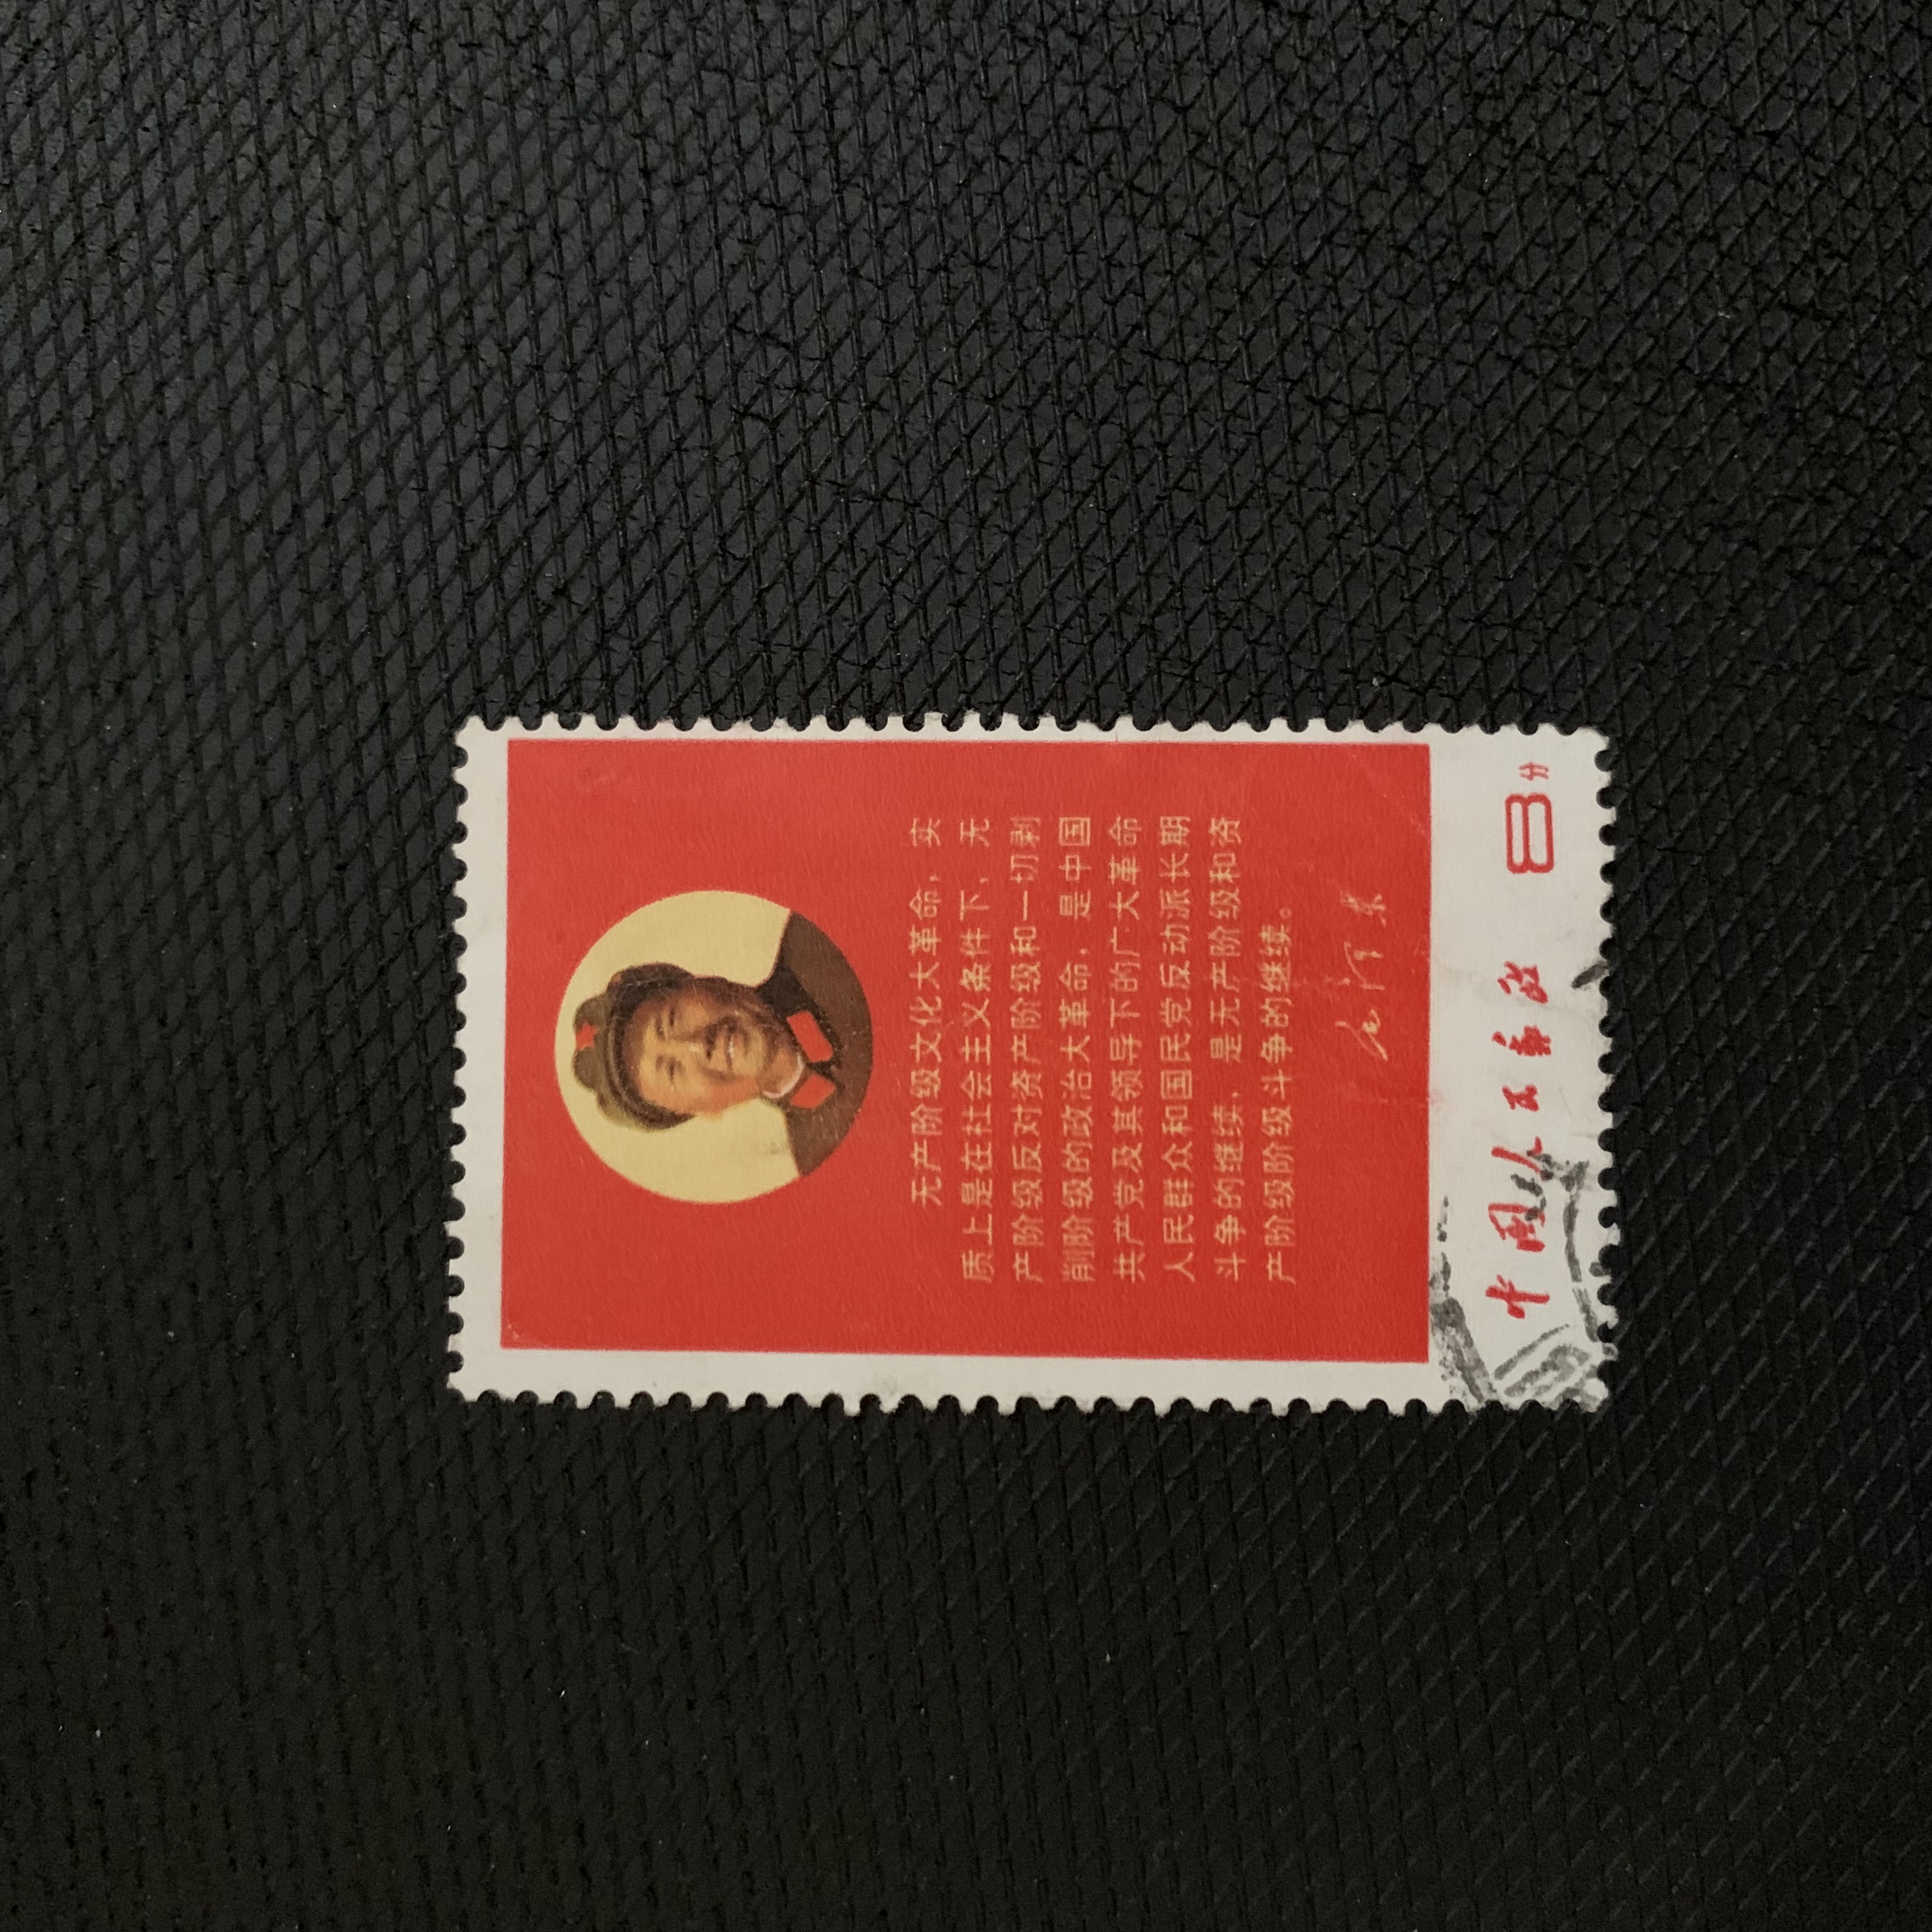 无产阶级文化大革命，实
质上是在社会主义条件下，无
产阶级反对资产阶级和一切剥
削阶级的政治大革命，是中国
共产党及其领导下的广大革命
人民群众和国民党反动派长期
斗争的继续，是无产阶级和资
产阶级阶级斗争的继续。
毛泽东
中国人民邮政 8分